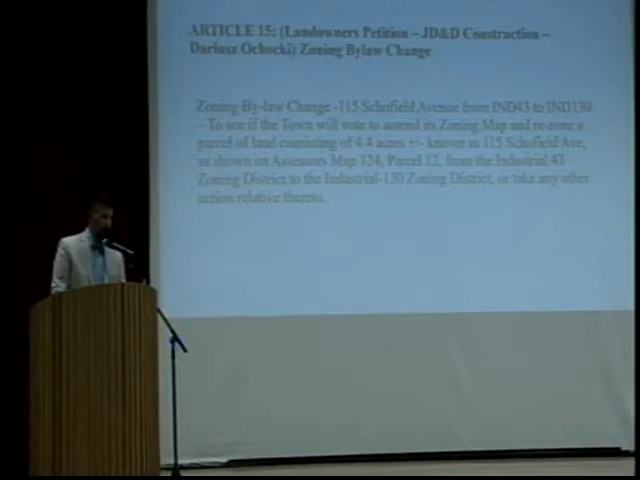 ARTICLE 15: (Landowners Petition – JD&D Construction –
Dariusz Ochocki) Zoning Bylaw Change
Zoning By-law Change -115 Schofield Avenue from IND43 to IND130
– To see if the Town will vote to amend its Zoning Map and re-zone a
parcel of land consisting of 4.4 acres +/- known as 115 Schofield Ave,
as shown on Assessors Map 124, Parcel 12, from the Industrial 43
Zoning District to the Industrial-130 Zoning District, or take any other
action relative thereto.